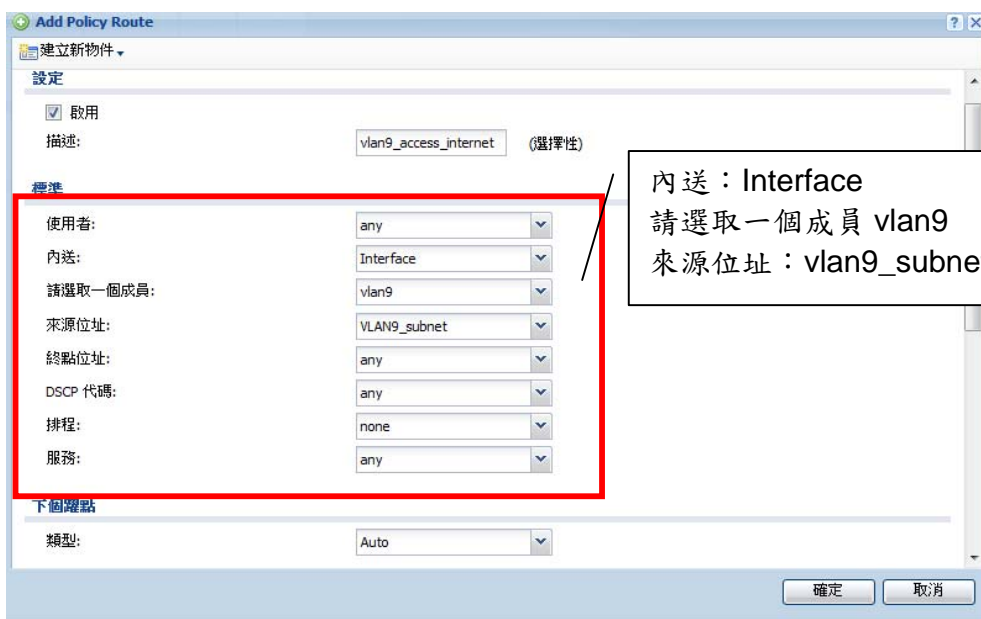 Add Policy Route
建立新物件
設定
啟用
描述: vlan9_access_internet (選擇性)
標準
使用者: any
內送: Interface
請選取一個成員: vlan9
來源位址: VLAN9_subnet
終點位址: any
DSCP 代碼: any
排程: none
服務: any
內送：Interface
請選取一個成員 vlan9
來源位址：vlan9_subne
下個躍點
類型: Auto
確定 取消